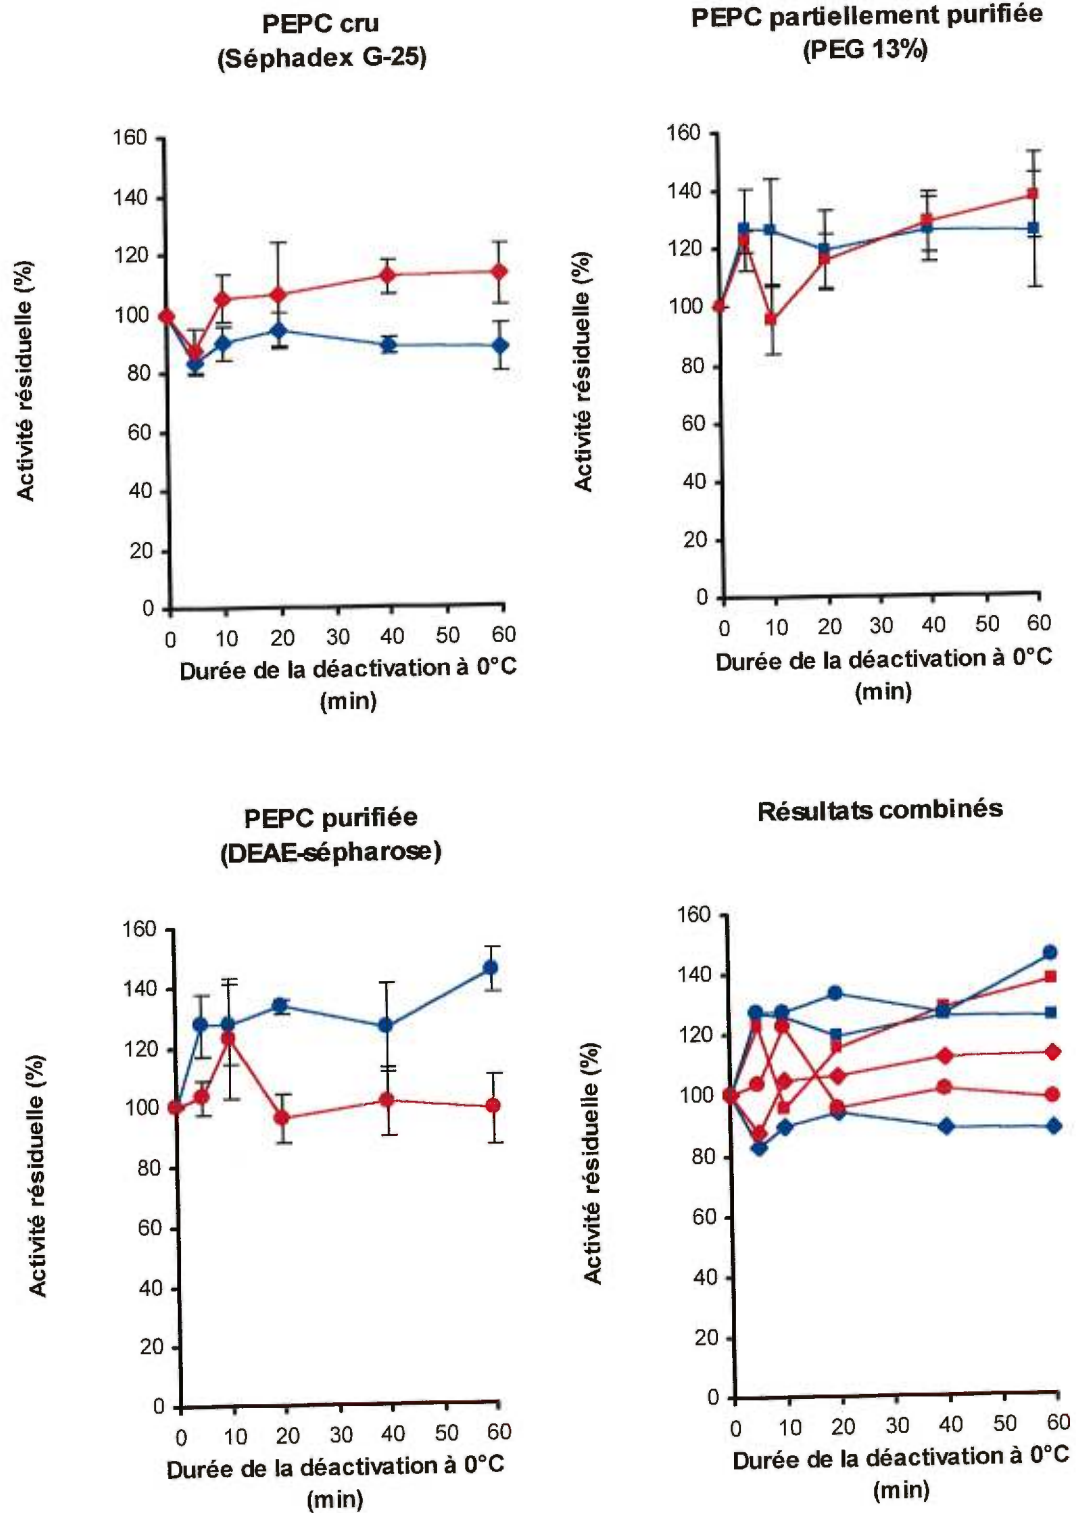 PEPC cru
(Séphadex G-25)
160
140
120
100
80
60
40
20
0
0 10 20 30 40 50 60
Activité résiduelle (%)
Durée de la déactivation à 0°C
(min)
PEPC partiellement purifiée
(PEG 13%)
160
140
120
100
80
60
40
20
0
0 10 20 30 40 50 60
Activité résiduelle (%)
Durée de la déactivation à 0°C
(min)
PEPC purifiée
(DEAE-sépharose)
160
140
120
100
80
60
40
20
0
0 10 20 30 40 50 60
Activité résiduelle (%)
Durée de la déactivation à 0°C
(min)
Résultats combinés
160
140
120
100
80
60
40
20
0
0 10 20 30 40 50 60
Activité résiduelle (%)
Durée de la déactivation à 0°C
(min)